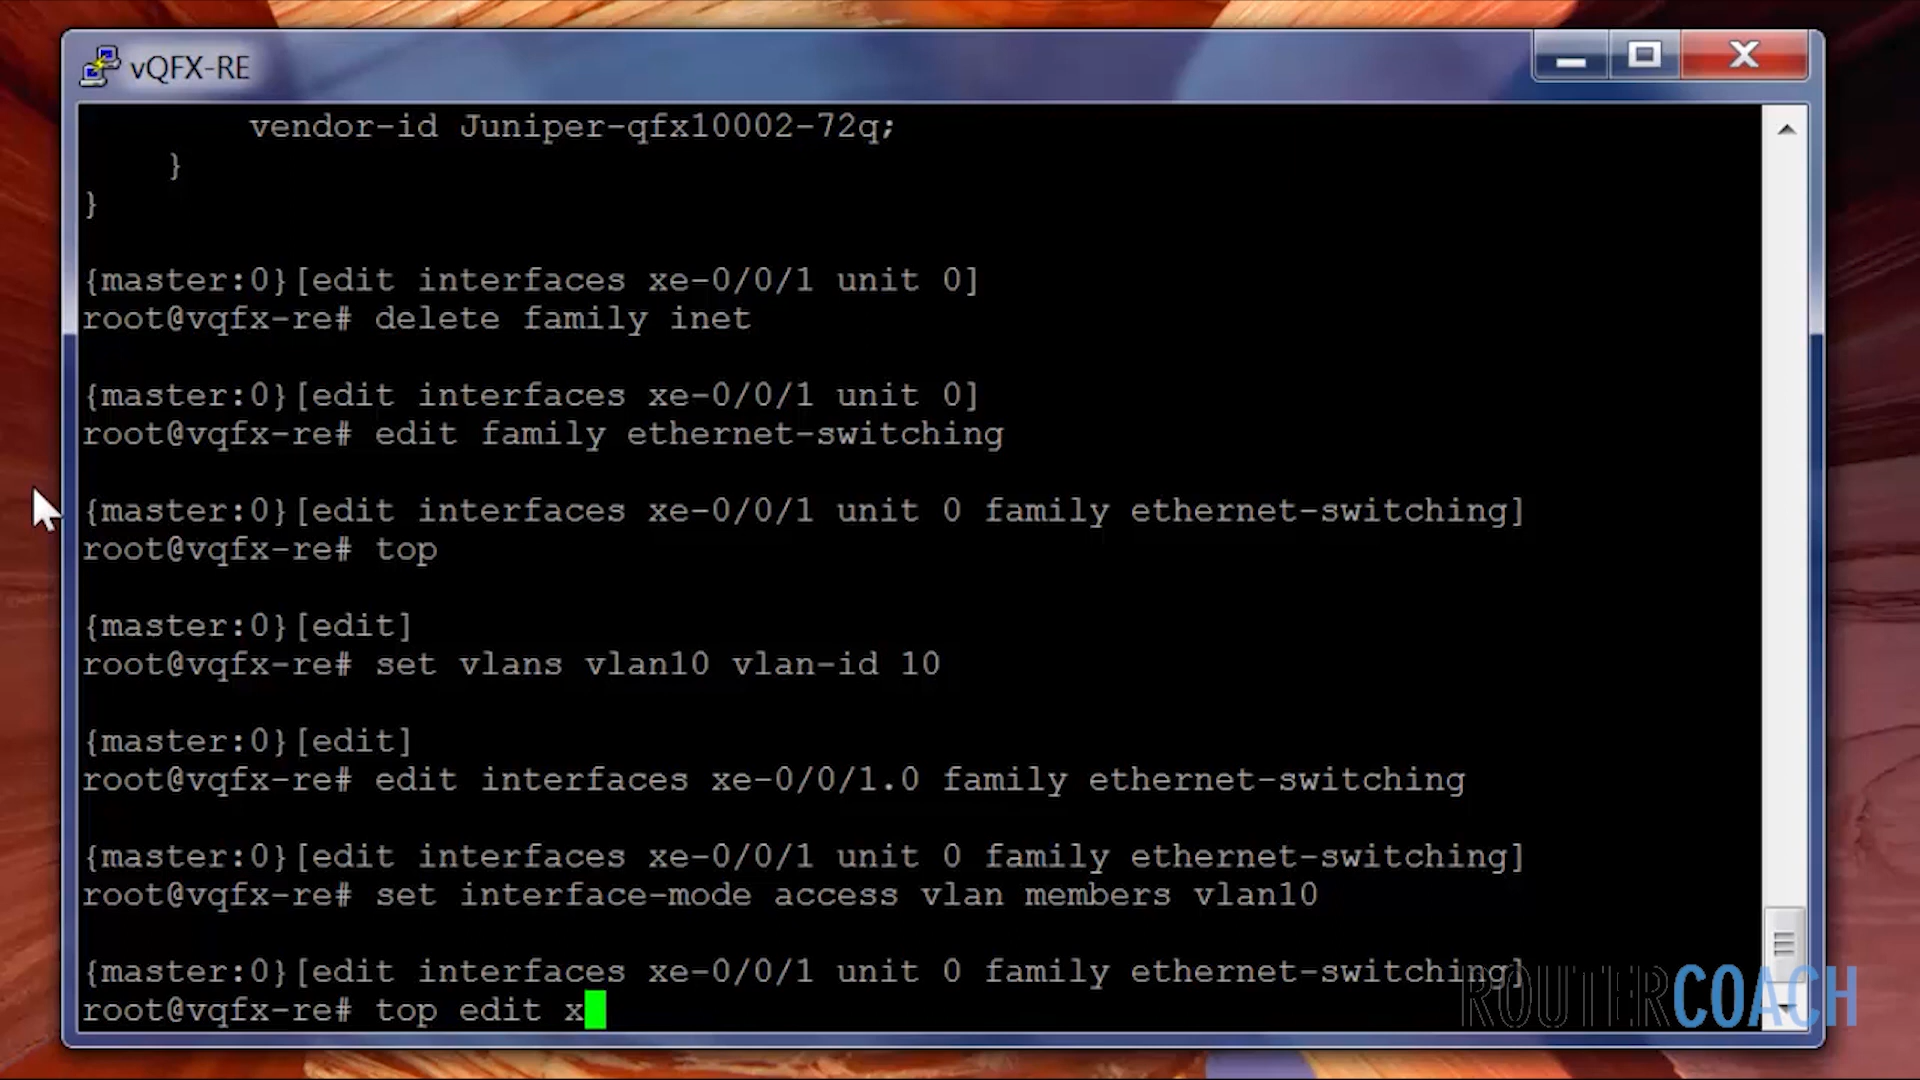 vQFX-RE
vendor-id Juniper-qfx10002-72q;
}
}
{master:0}[edit interfaces xe-0/0/1 unit 0]
root@vqfx-re# delete family inet
{master:0}[edit interfaces xe-0/0/1 unit 0]
root@vqfx-re# edit family ethernet-switching
{master:0}[edit interfaces xe-0/0/1 unit 0 family ethernet-switching]
root@vqfx-re# top
{master:0}[edit]
root@vqfx-re# set vlans vlan10 vlan-id 10
{master:0}[edit]
root@vqfx-re# edit interfaces xe-0/0/1.0 family ethernet-switching
{master:0}[edit interfaces xe-0/0/1 unit 0 family ethernet-switching]
root@vqfx-re# set interface-mode access vlan members vlan10
{master:0}[edit interfaces xe-0/0/1 unit 0 family ethernet-switching]
root@vqfx-re# top edit x
ROUTERCOACH